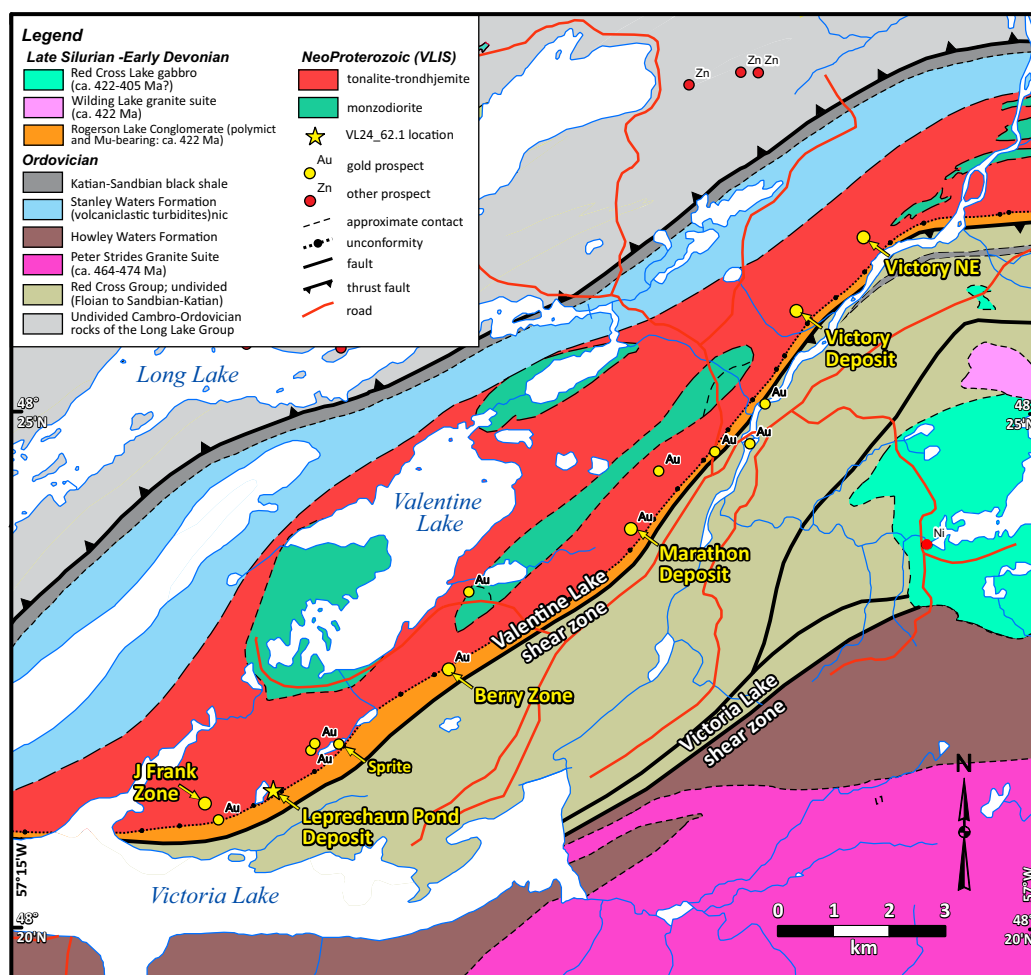 Legend
Late Silurian -Early Devonian
Red Cross Lake gabbro
(ca. 422-405 Ma?)
Wilding Lake granite suite
(ca. 422 Ma)
Rogerson Lake Conglomerate (polymict
and Mu-bearing: ca. 422 Ma)
Ordovician
Katian-Sandbian black shale
Stanley Waters Formation
(volcaniclastic turbidites)nic
Howley Waters Formation
Peter Strides Granite Suite
(ca. 464-474 Ma)
Red Cross Group; undivided
(Floian to Sandbian-Katian)
Undivided Cambro-Ordovician
rocks of the Long Lake Group
NeoProterozoic (VLIS)
tonalite-trondhjemite
monzodiorite
VL24_62.1 location
Au
gold prospect
Zn
other prospect
approximate contact
unconformity
fault
thrust fault
road
Zn
Zn Zn
Victory NE
Victory
Deposit
Long Lake
48°
25'N
48°
25'N
Au
Au
Au
Au
Valentine
Lake
Au
Marathon
Deposit
Ni
Au
Valentine Lake
shear zone
Au
Berry Zone
Victoria Lake
shear zone
Au
Au
Sprite
J Frank
Zone
Au
Leprechaun Pond
Deposit
N
57°15'W
Victoria Lake
57°W
48°
20'N
48°
20'N
0 1 2 3
km